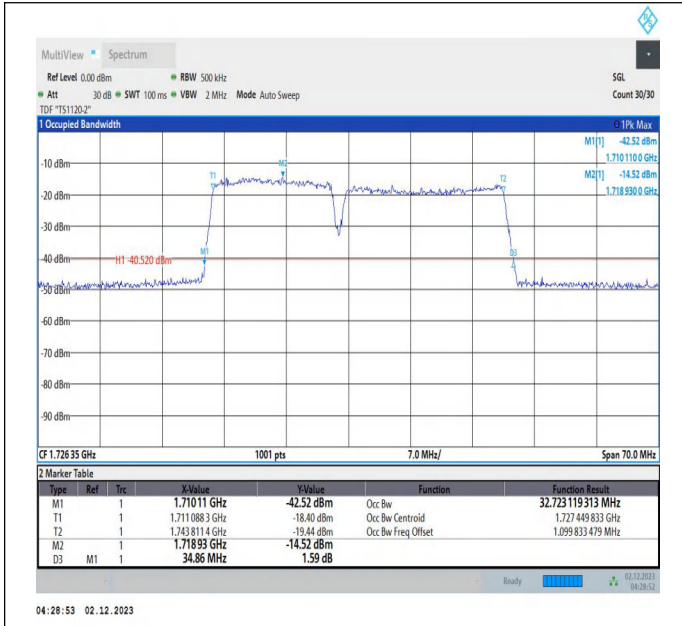 MultiView Spectrum
Ref Level 0.00 dBm RBW 500 kHz SGL
Att 30 dB SWT 100 ms VBW 2 MHz Mode Auto Sweep Count 30/30
TDF "TS1120-2"
1 Occupied Bandwidth 1Pk Max
M1[1] -42.52 dBm
1.710 110 0 GHz
M2[1] -14.52 dBm
1.718 930 0 GHz
-10 dBm
T1 M2 T2
-20 dBm
-30 dBm
M1 D3
-40 dBm H1 -40.520 dBm
-50 dBm
-60 dBm
-70 dBm
-80 dBm
-90 dBm
CF 1.726 35 GHz 1001 pts 7.0 MHz/ Span 70.0 MHz
2 Marker Table
Type Ref Trc X-Value Y-Value Function Function Result
M1 1 1.71011 GHz -42.52 dBm Occ Bw 32.723 119 313 MHz
T1 1 1.711 088 3 GHz -18.40 dBm Occ Bw Centroid 1.727 449 833 GHz
T2 1 1.743 811 4 GHz -19.44 dBm Occ Bw Freq Offset 1.099 833 479 MHz
M2 1 1.71893 GHz -14.52 dBm
D3 M1 1 34.86 MHz 1.59 dB
Ready 02.12.2023
04:28:52
04:28:53 02.12.2023